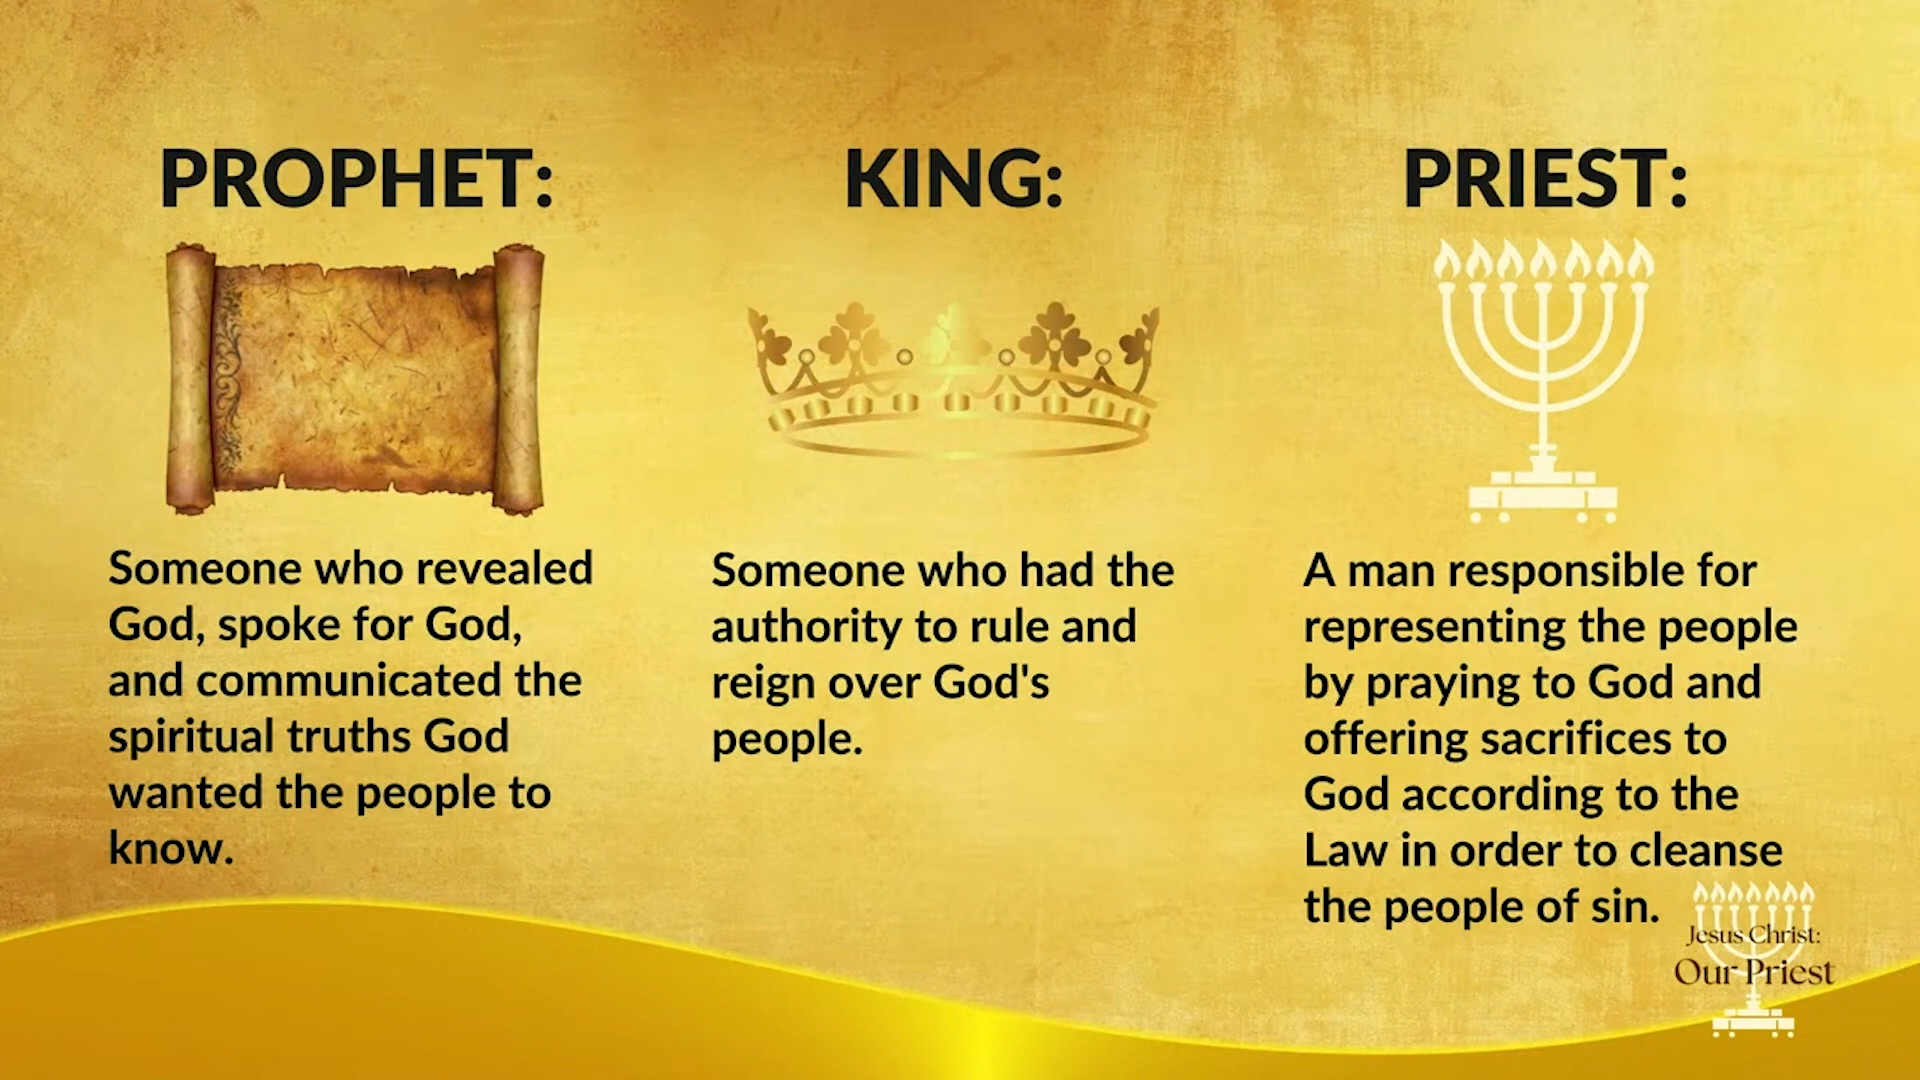 PROPHET:
Someone who revealed
God, spoke for God,
and communicated the
spiritual truths God
wanted the people to
know.
KING:
Someone who had the
authority to rule and
reign over God's
people.
PRIEST:
A man responsible for
representing the people
by praying to God and
offering sacrifices to
God according to the
Law in order to cleanse
the people of sin.
Jesus Christ:
Our Priest